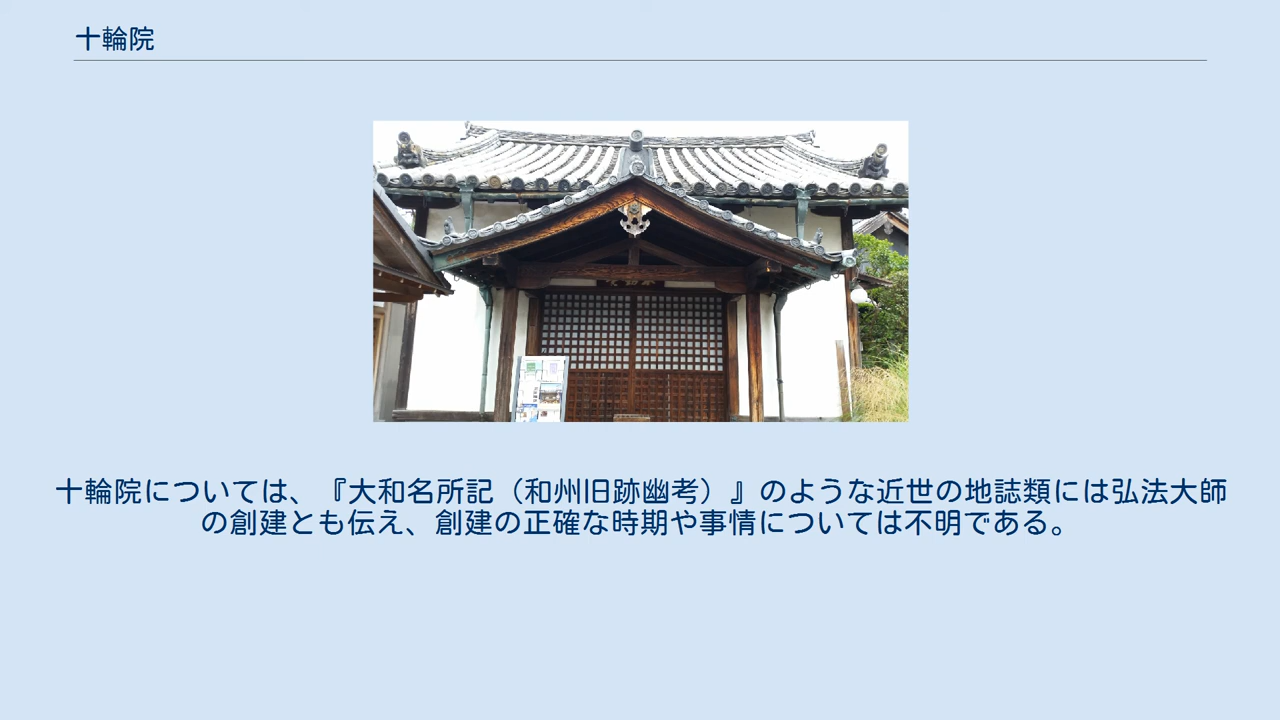 十輪院
十輪院については、『大和名所記（和州旧跡幽考）』のような近世の地誌類には弘法大師
の創建とも伝え、創建の正確な時期や事情については不明である。